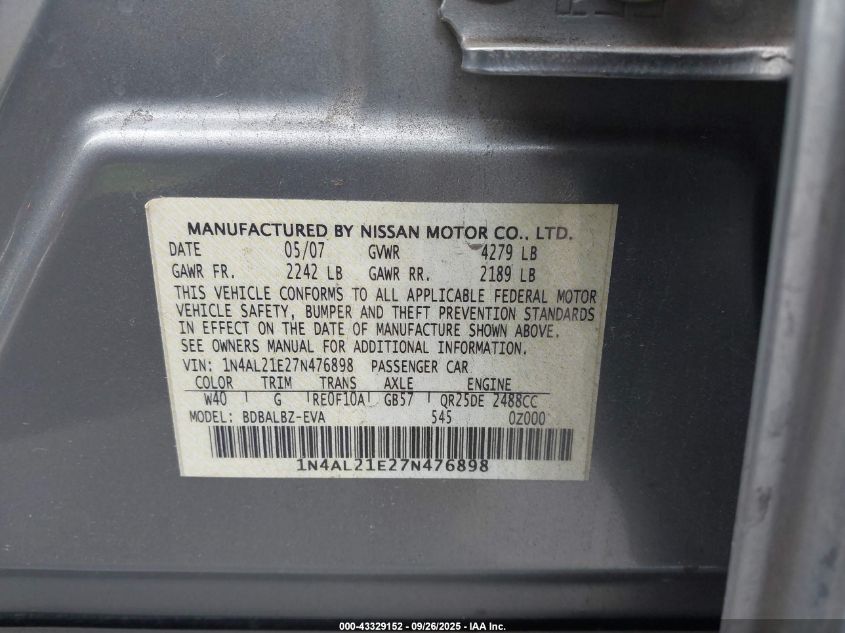 MANUFACTURED BY NISSAN MOTOR CO., LTD.
DATE 05/07 GVWR 4279 LB
GAWR FR. 2242 LB GAWR RR. 2189 LB
THIS VEHICLE CONFORMS TO ALL APPLICABLE FEDERAL MOTOR
VEHICLE SAFETY, BUMPER AND THEFT PREVENTION STANDARDS
IN EFFECT ON THE DATE OF MANUFACTURE SHOWN ABOVE.
SEE OWNERS MANUAL FOR ADDITIONAL INFORMATION.
VIN: 1N4AL21E27N476898 PASSENGER CAR
COLOR TRIM TRANS AXLE ENGINE
W40 G RE0F10A GB57 QR25DE 2488CC
MODEL: BDBALBZ-EVA 545 0Z000
1N4AL21E27N476898
000-43329152 - 09/26/2025 - IAA Inc.